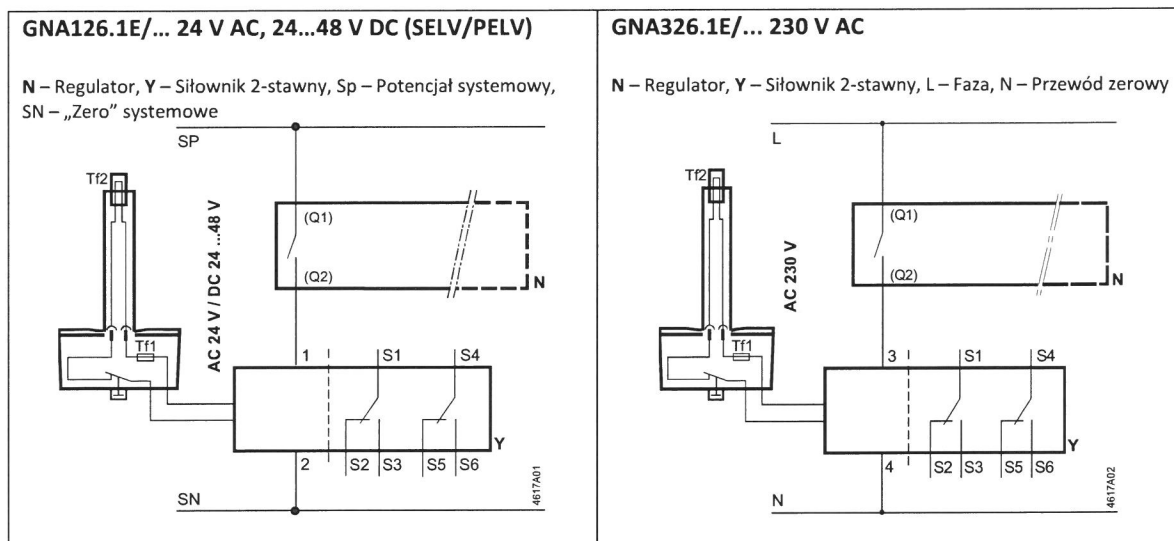 GNA126.1E/... 24 V AC, 24...48 V DC (SELV/PELV)
N – Regulator, Y – Siłownik 2-stawny, Sp – Potencjał systemowy,
SN – „Zero” systemowe
SP
Tf2
(Q1)
AC 24 V / DC 24 ...48 V
(Q2)
N
Tf1
1
S1
S4
Y
2
S2
S3
S5
S6
4617A01
SN
GNA326.1E/... 230 V AC
N – Regulator, Y – Siłownik 2-stawny, L – Faza, N – Przewód zerowy
L
Tf2
(Q1)
AC 230 V
(Q2)
N
Tf1
3
S1
S4
Y
4
S2
S3
S5
S6
4617A02
N